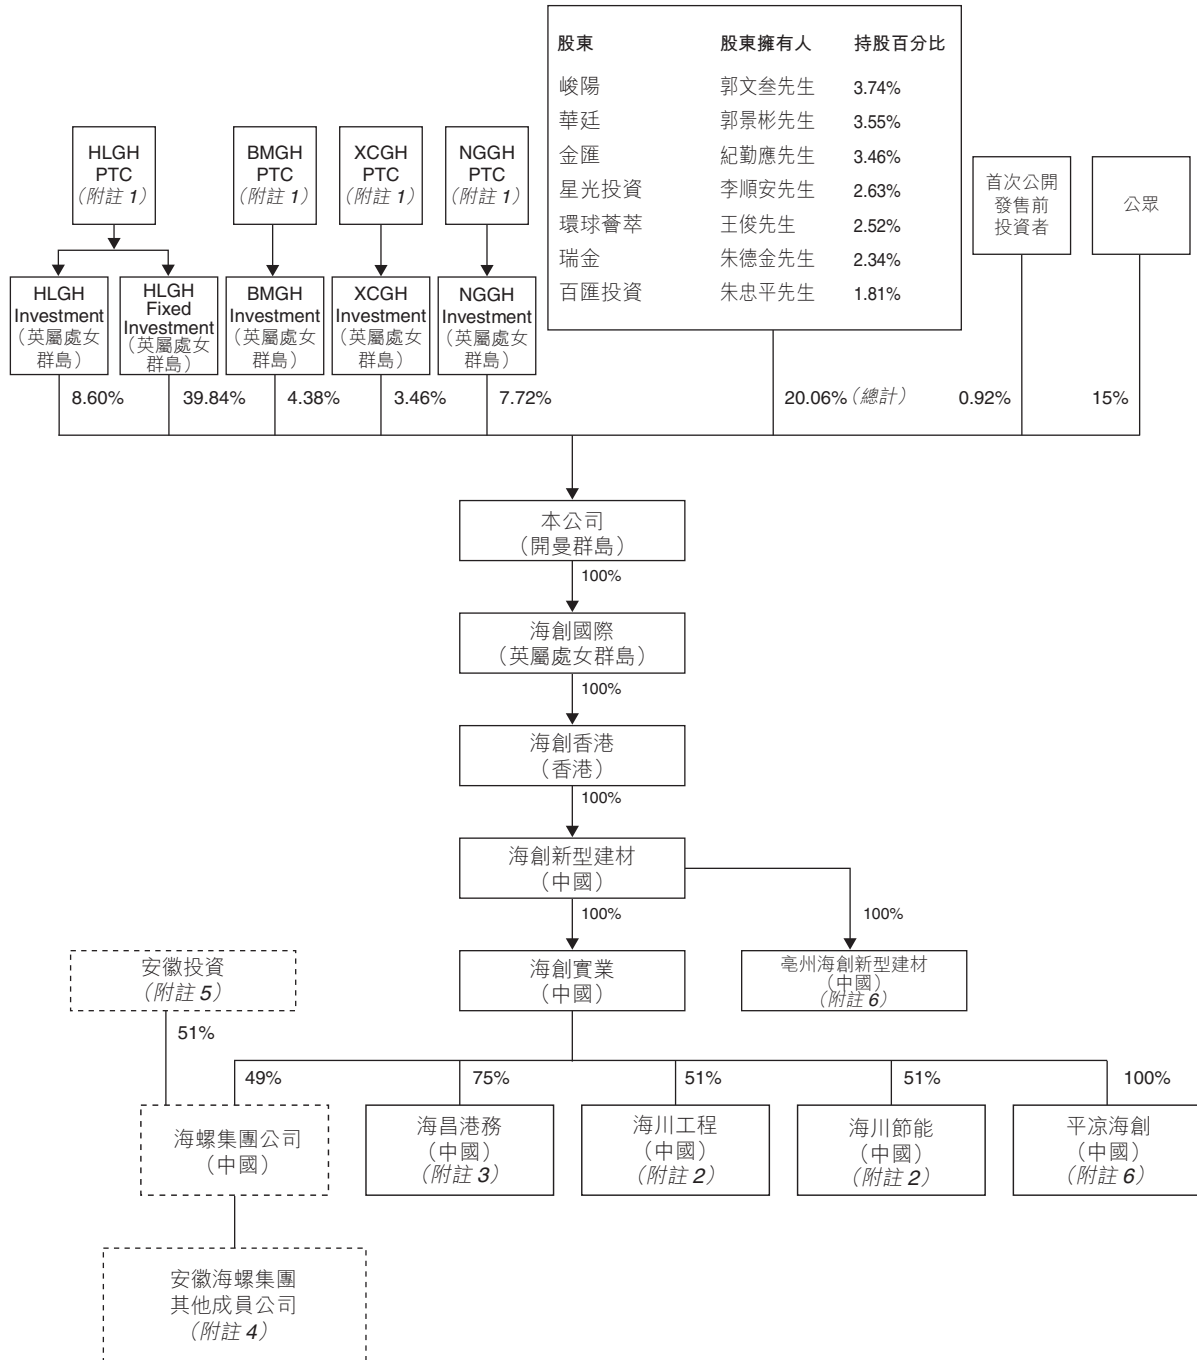 股東 股東擁有人 持股百分比
峻陽 郭文叁先生 3.74%
華廷 郭景彬先生 3.55%
金匯 紀勤應先生 3.46%
星光投資 李順安先生 2.63%
環球薈萃 王俊先生 2.52%
瑞金 朱德金先生 2.34%
百匯投資 朱忠平先生 1.81%
HLGH
PTC
(附註 1)
BMGH
PTC
(附註 1)
XCGH
PTC
(附註 1)
NGGH
PTC
(附註 1)
首次公開
發售前
投資者
公眾
HLGH
Investment
(英屬處女
群島)
HLGH
Fixed
Investment
(英屬處女
群島)
BMGH
Investment
(英屬處女
群島)
XCGH
Investment
(英屬處女
群島)
NGGH
Investment
(英屬處女
群島)
8.60% 39.84% 4.38% 3.46% 7.72% 20.06%(總計) 0.92% 15%
本公司
(開曼群島)
100%
海創國際
(英屬處女群島)
100%
海創香港
(香港)
100%
海創新型建材
(中國)
100% 100%
安徽投資
(附註 5)
海創實業
(中國)
亳州海創新型建材
(中國)
(附註 6)
51%
49% 75% 51% 51% 100%
海螺集團公司
(中國)
海昌港務
(中國)
(附註 3)
海川工程
(中國)
(附註 2)
海川節能
(中國)
(附註 2)
平凉海創
(中國)
(附註 6)
安徽海螺集團
其他成員公司
(附註 4)